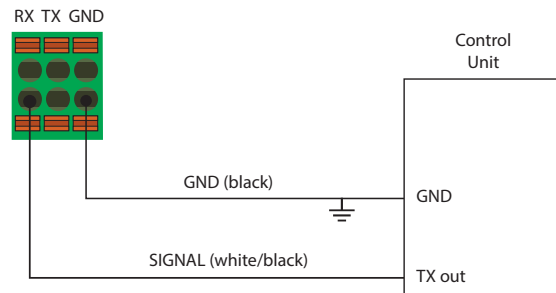 RX TX GND
Control
Unit
GND (black)
GND
SIGNAL (white/black)
TX out